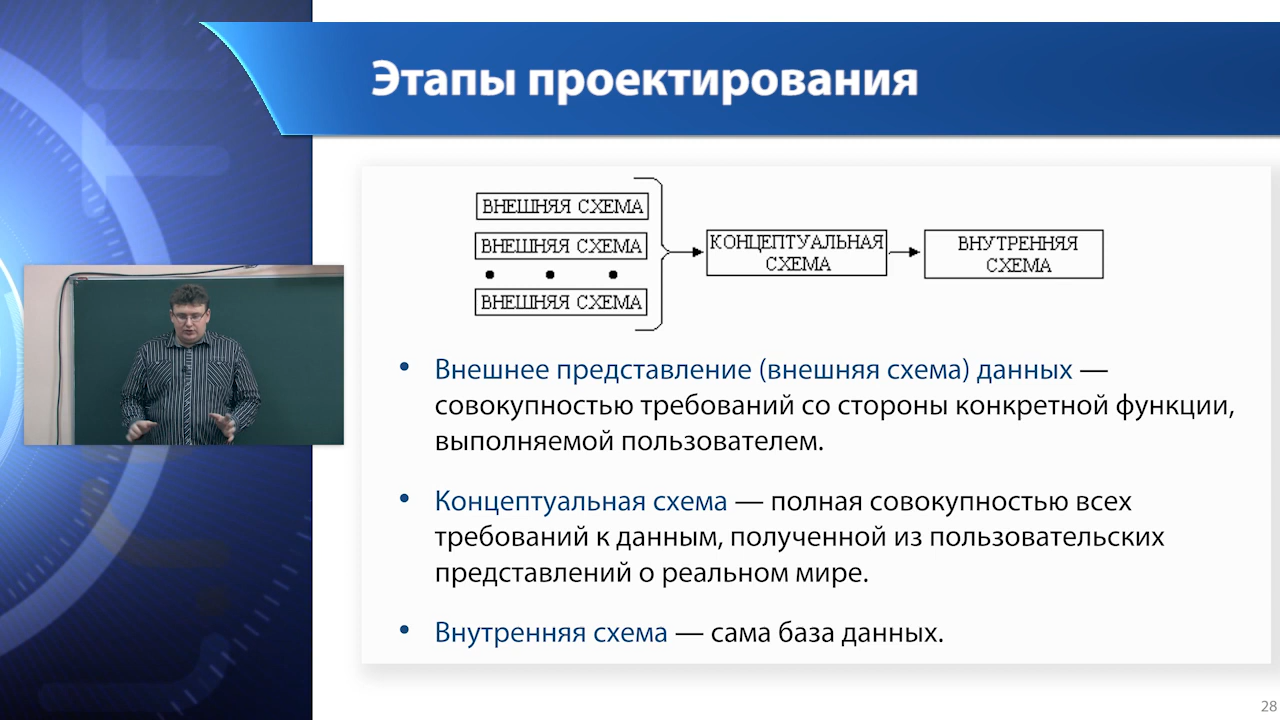 Этапы проектирования
ВНЕШНЯЯ СХЕМА
ВНЕШНЯЯ СХЕМА
ВНЕШНЯЯ СХЕМА
КОНЦЕПТУАЛЬНАЯ
СХЕМА
ВНУТРЕННЯЯ
СХЕМА
• Внешнее представление (внешняя схема) данных —
совокупностью требований со стороны конкретной функции,
выполняемой пользователем.
• Концептуальная схема — полная совокупностью всех
требований к данным, полученной из пользовательских
представлений о реальном мире.
• Внутренняя схема — сама база данных.
28